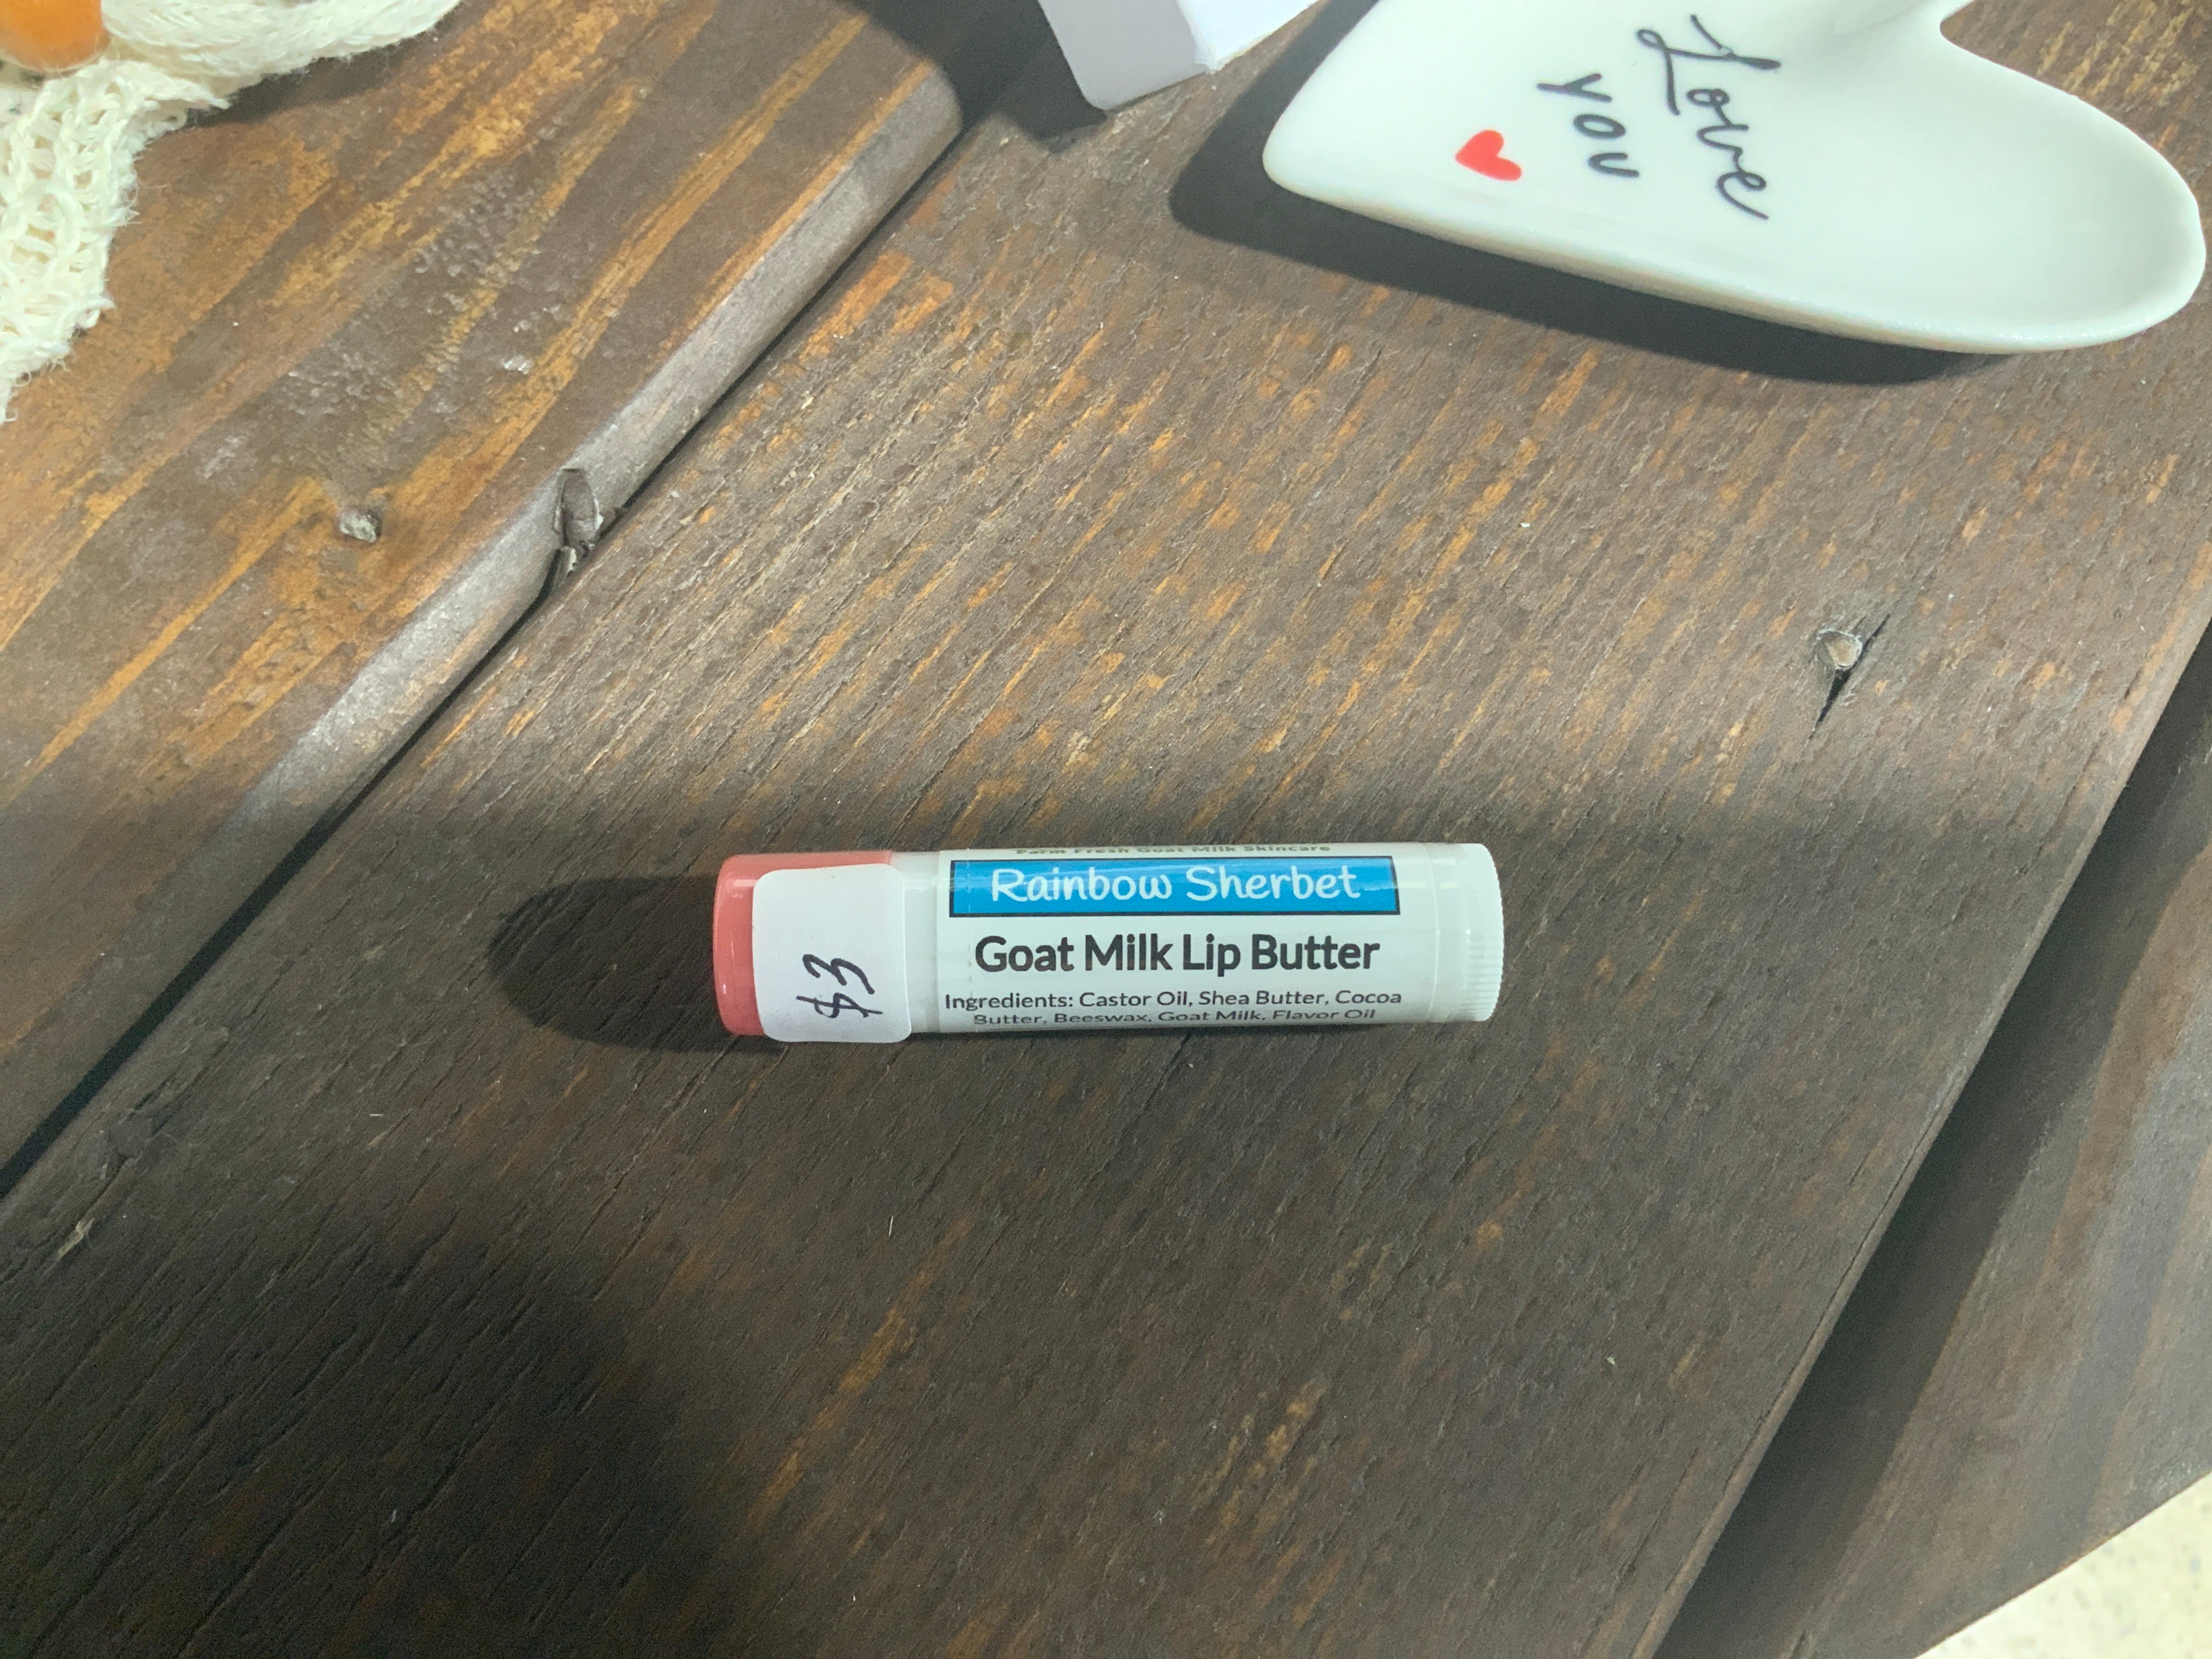 Love
you
Farm Fresh Goat Milk Skincare
Rainbow Sherbet
Goat Milk Lip Butter
Ingredients: Castor Oil, Shea Butter, Cocoa
Butter, Beeswax, Goat Milk, Flavor Oil
$3